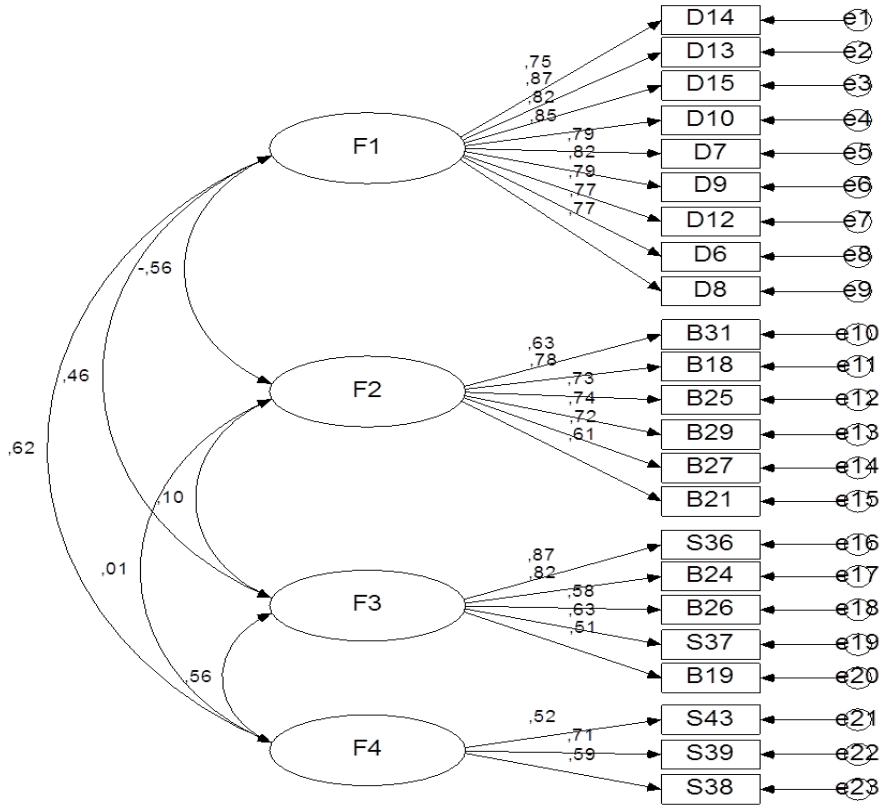 D14 e1
,75
D13 e2
,87
D15 e3
,82
D10 e4
,85
,79
D7 e5
,82
F1
D9 e6
,79
,77
D12 e7
,77
D6 e8
D8 e9
-,56
B31 e10
,63
,78
B18 e11
,73
,46
F2
B25 e12
,74
,72
B29 e13
,61
,62
B27 e14
,10
B21 e15
S36 e16
,87
,82
,01
B24 e17
,58
F3
B26 e18
,63
,51
S37 e19
,56
B19 e20
,52
S43 e21
,71
F4
S39 e22
,59
S38 e23